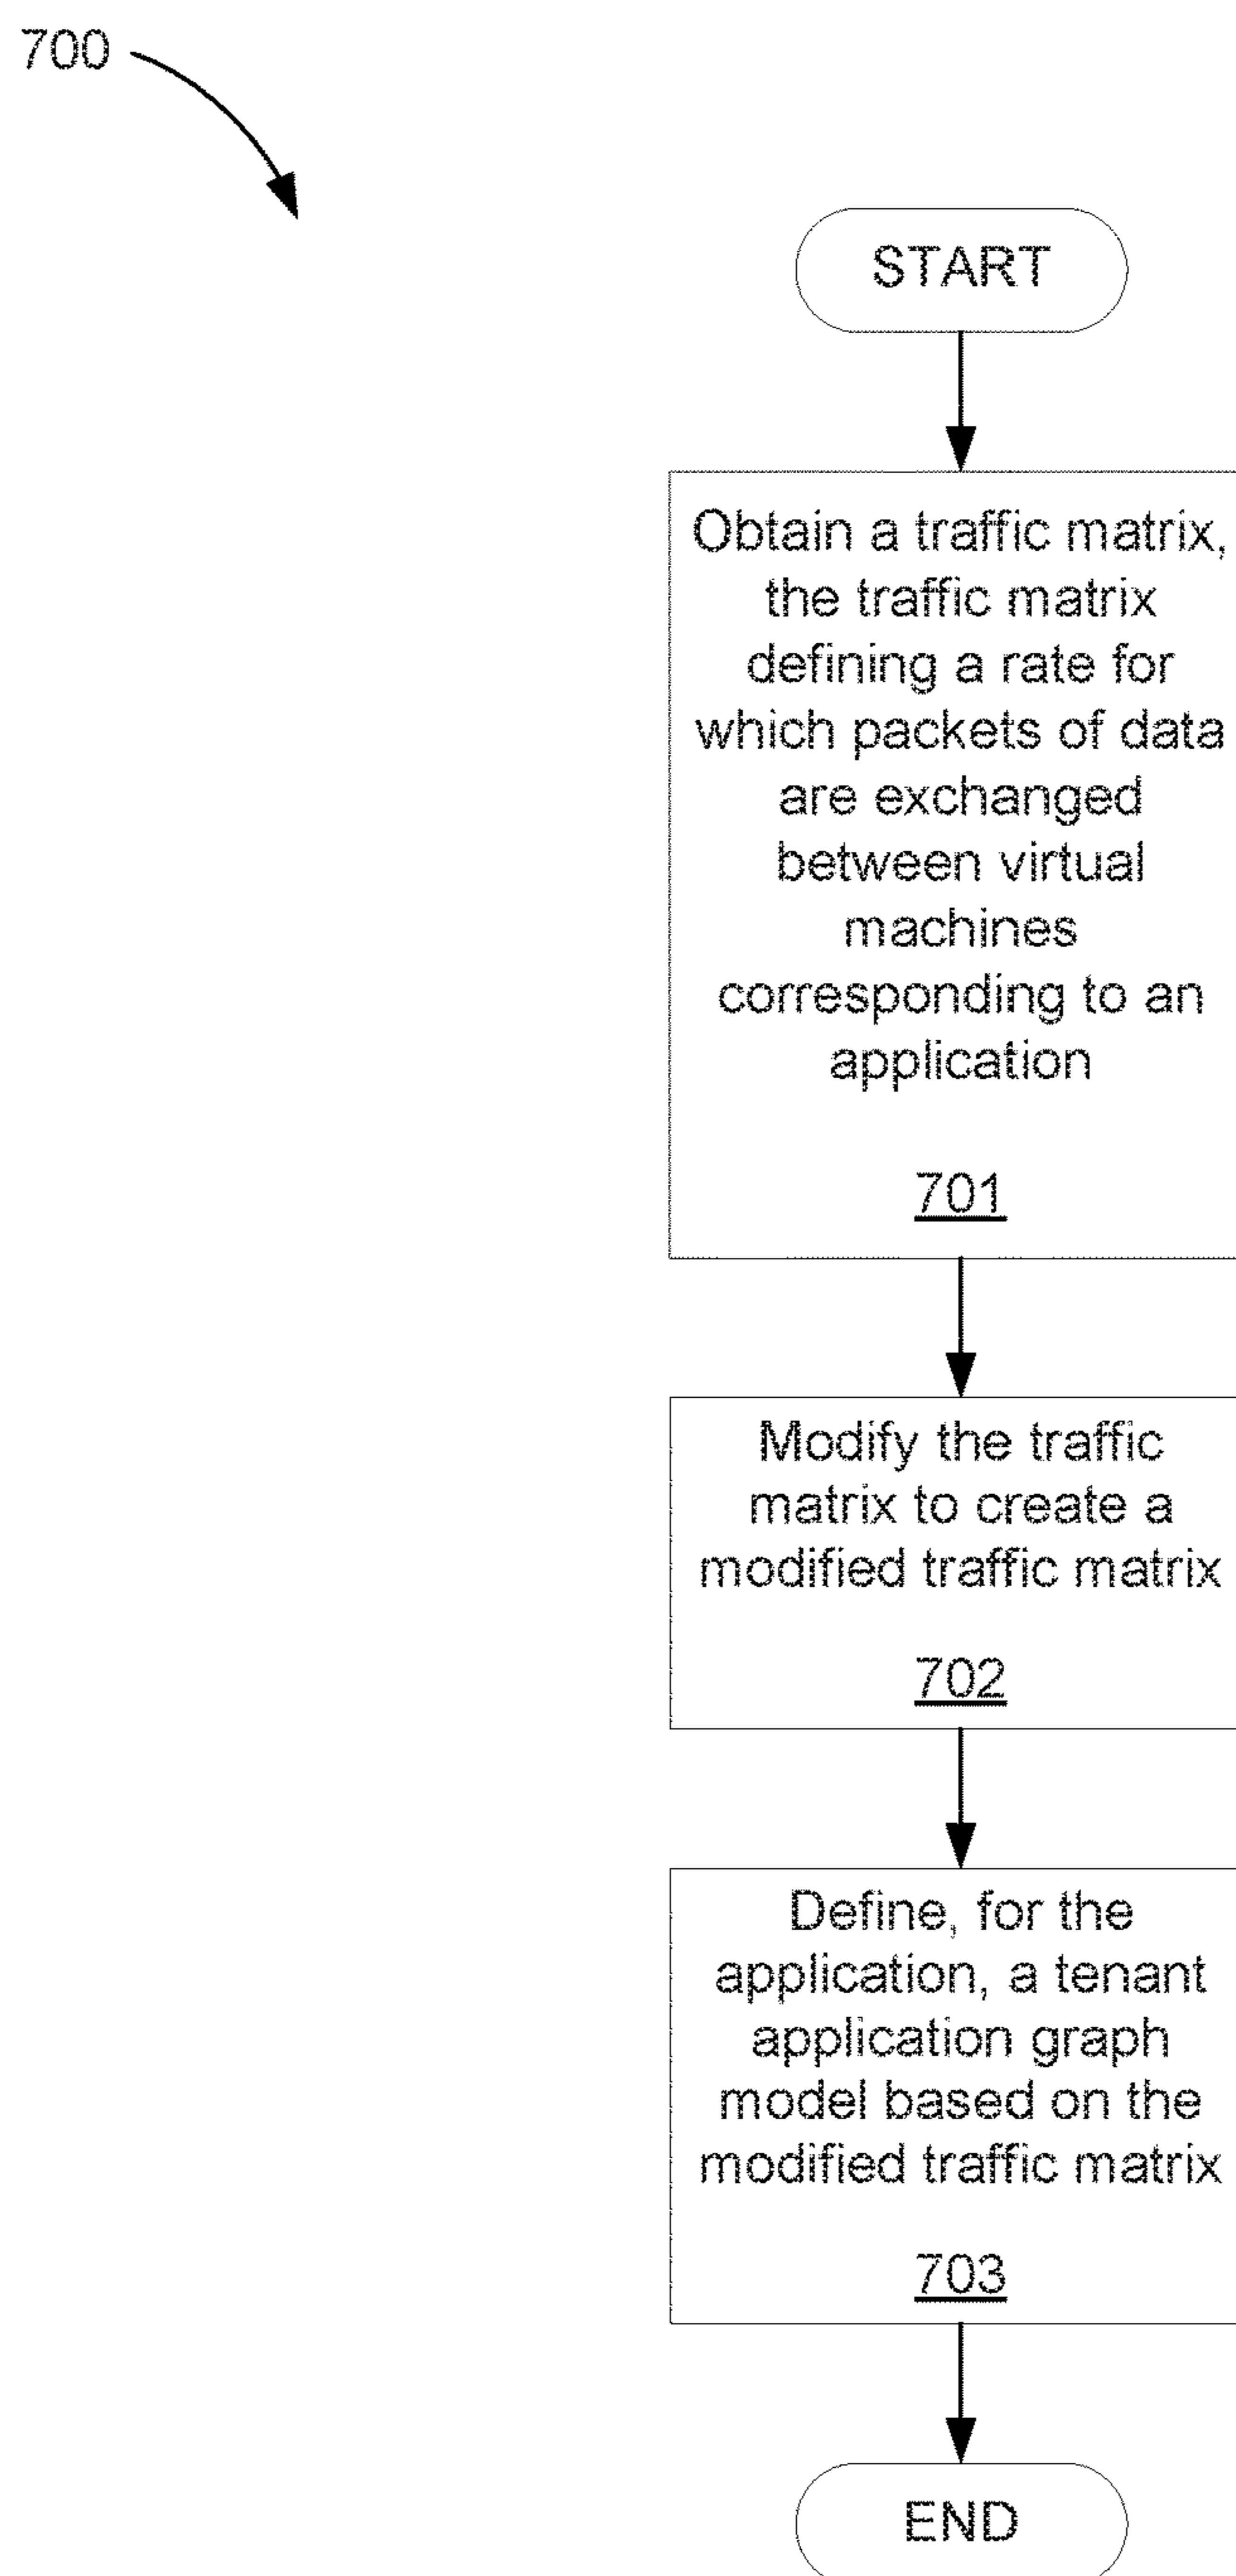 700
START
Obtain a traffic matrix,
the traffic matrix
defining a rate for
which packets of data
are exchanged
between virtual
machines
corresponding to an
application
701
Modify the traffic
matrix to create a
modified traffic matrix
702
Define, for the
application, a tenant
application graph
model based on the
modified traffic matrix
703
END